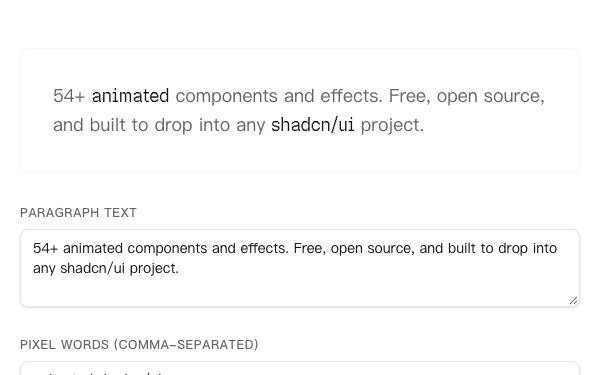 54+ animated components and effects. Free, open source,
and built to drop into any shadcn/ui project.
PARAGRAPH TEXT
54+ animated components and effects. Free, open source, and built to drop into
any shadcn/ui project.
PIXEL WORDS (COMMA-SEPARATED)